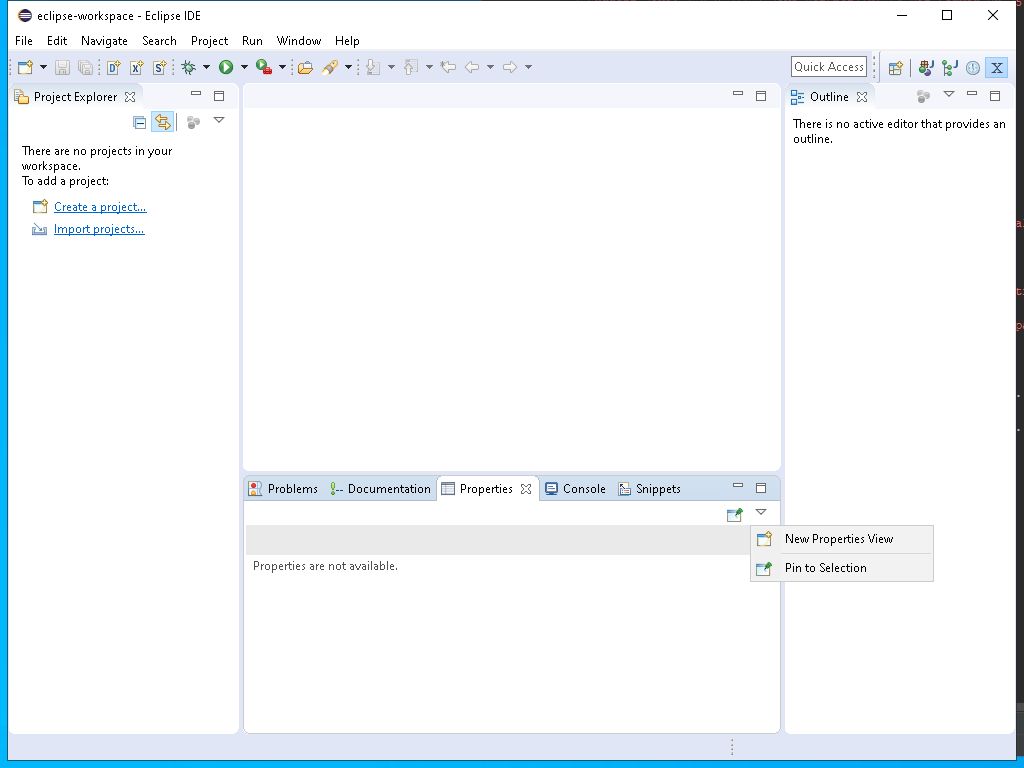 eclipse-workspace - Eclipse IDE
File Edit Navigate Search Project Run Window Help
Quick Access
Project Explorer
Outline
There are no projects in your
workspace.
To add a project:
Create a project...
Import projects...
There is no active editor that provides an
outline.
Problems Documentation Properties Console Snippets
Properties are not available.
New Properties View
Pin to Selection